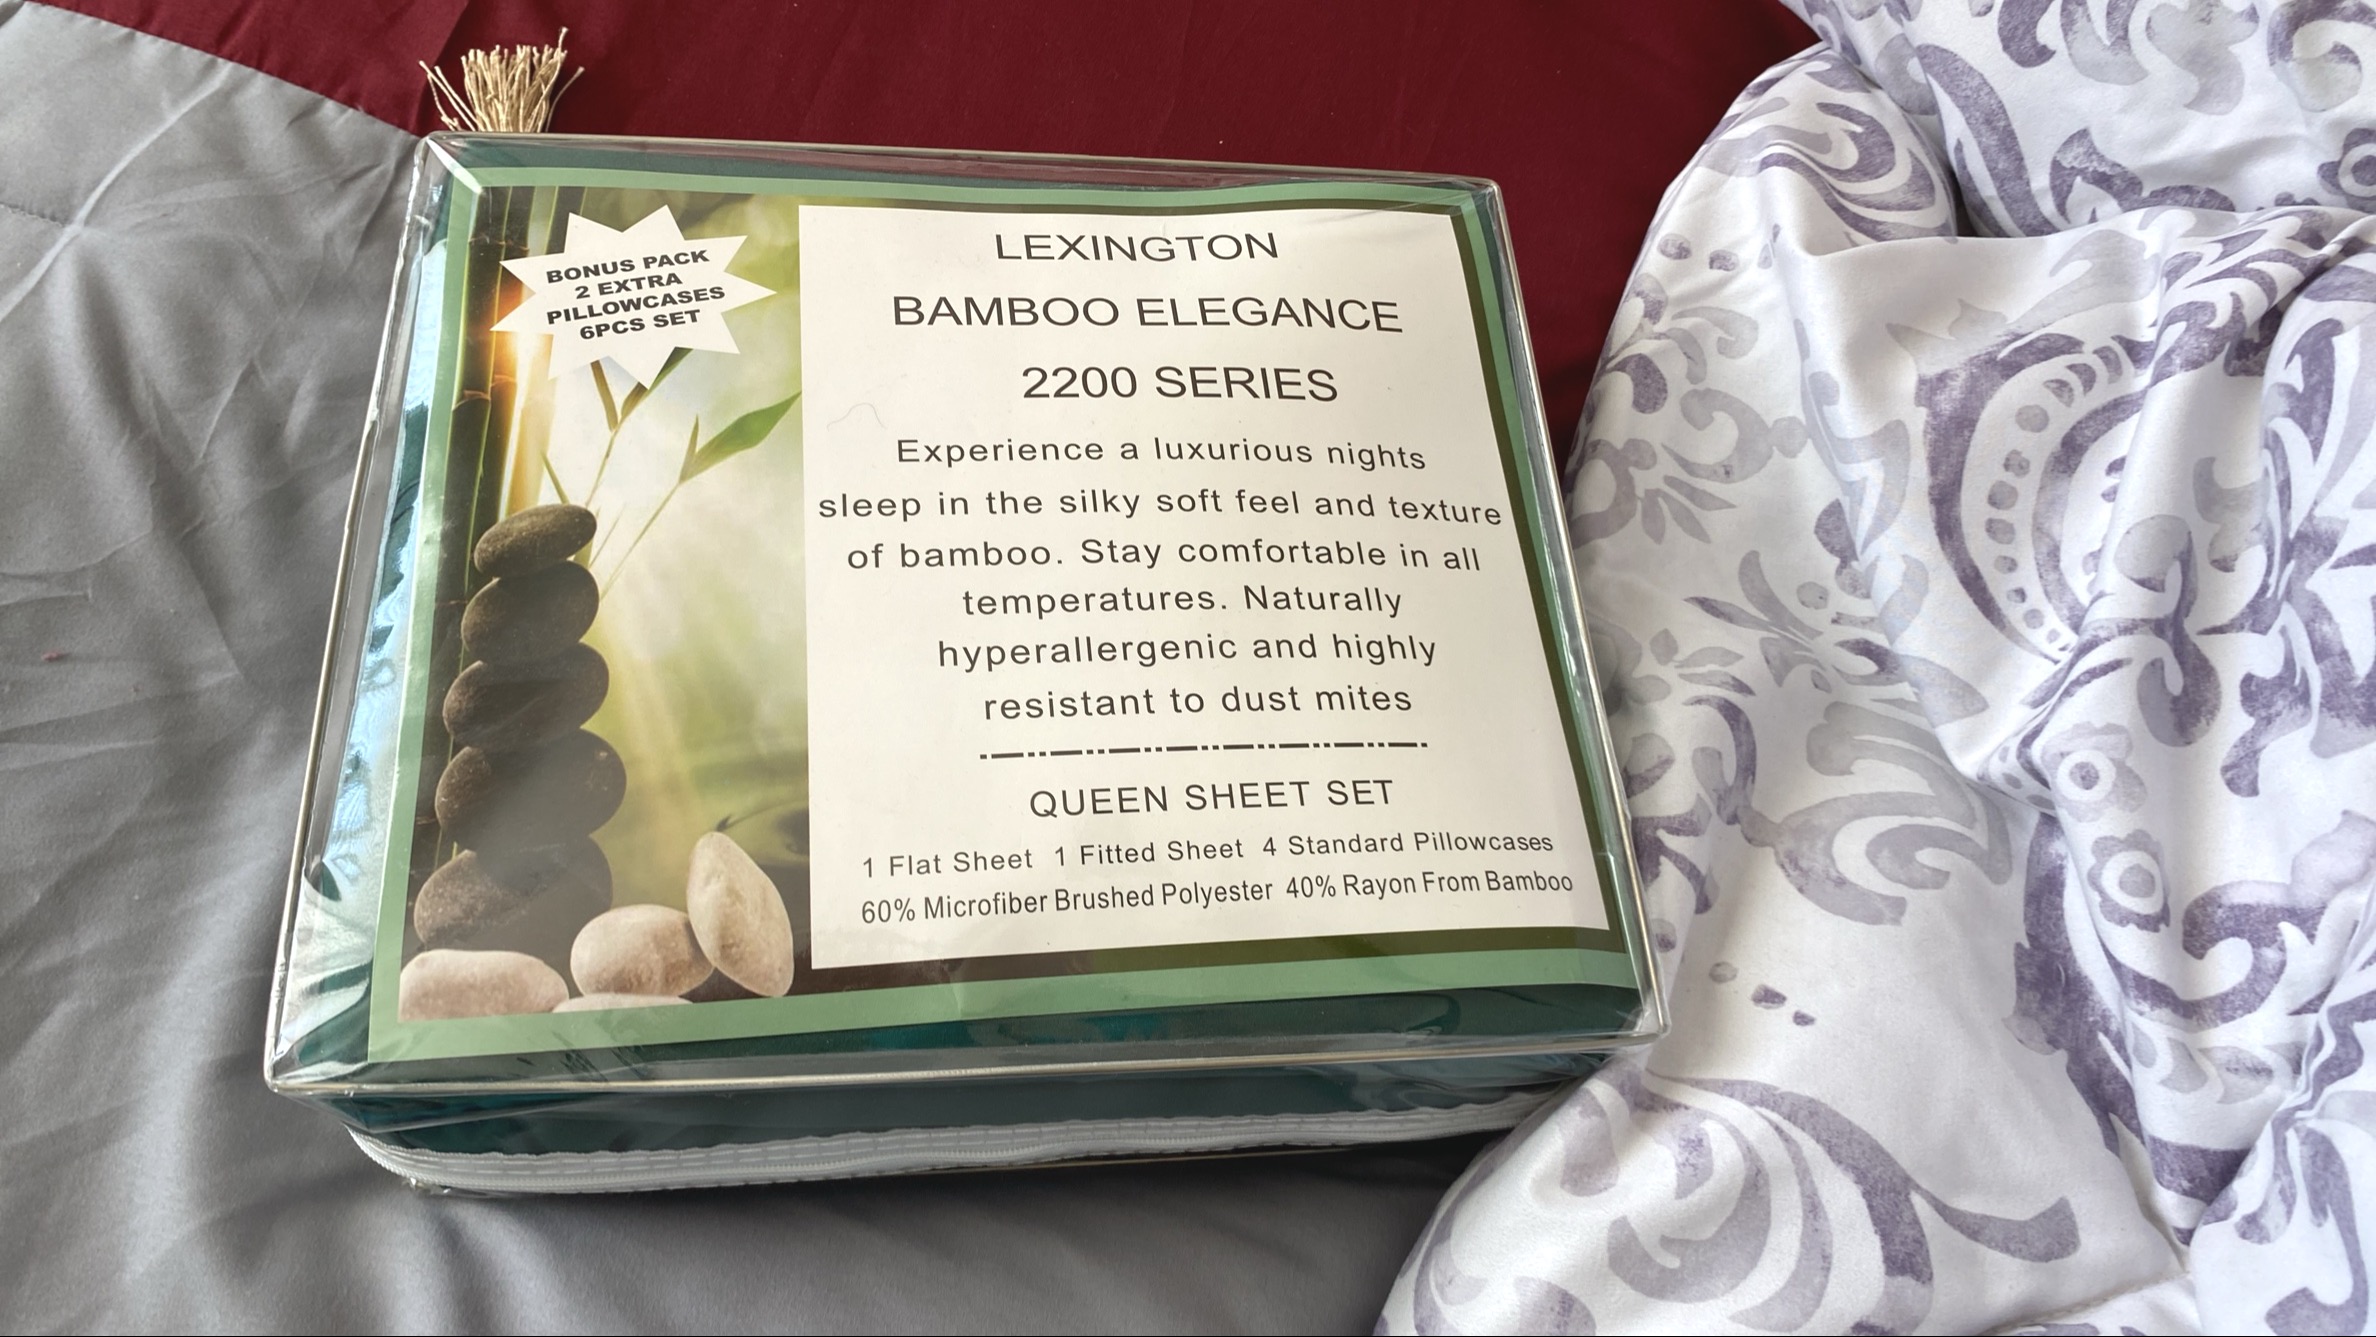 BONUS PACK
2 EXTRA
PILLOWCASES
6PCS SET
LEXINGTON
BAMBOO ELEGANCE
2200 SERIES
Experience a luxurious nights
sleep in the silky soft feel and texture
of bamboo. Stay comfortable in all
temperatures. Naturally
hyperallergenic and highly
resistant to dust mites
QUEEN SHEET SET
1 Flat Sheet 1 Fitted Sheet 4 Standard Pillowcases
60% Microfiber Brushed Polyester 40% Rayon From Bamboo